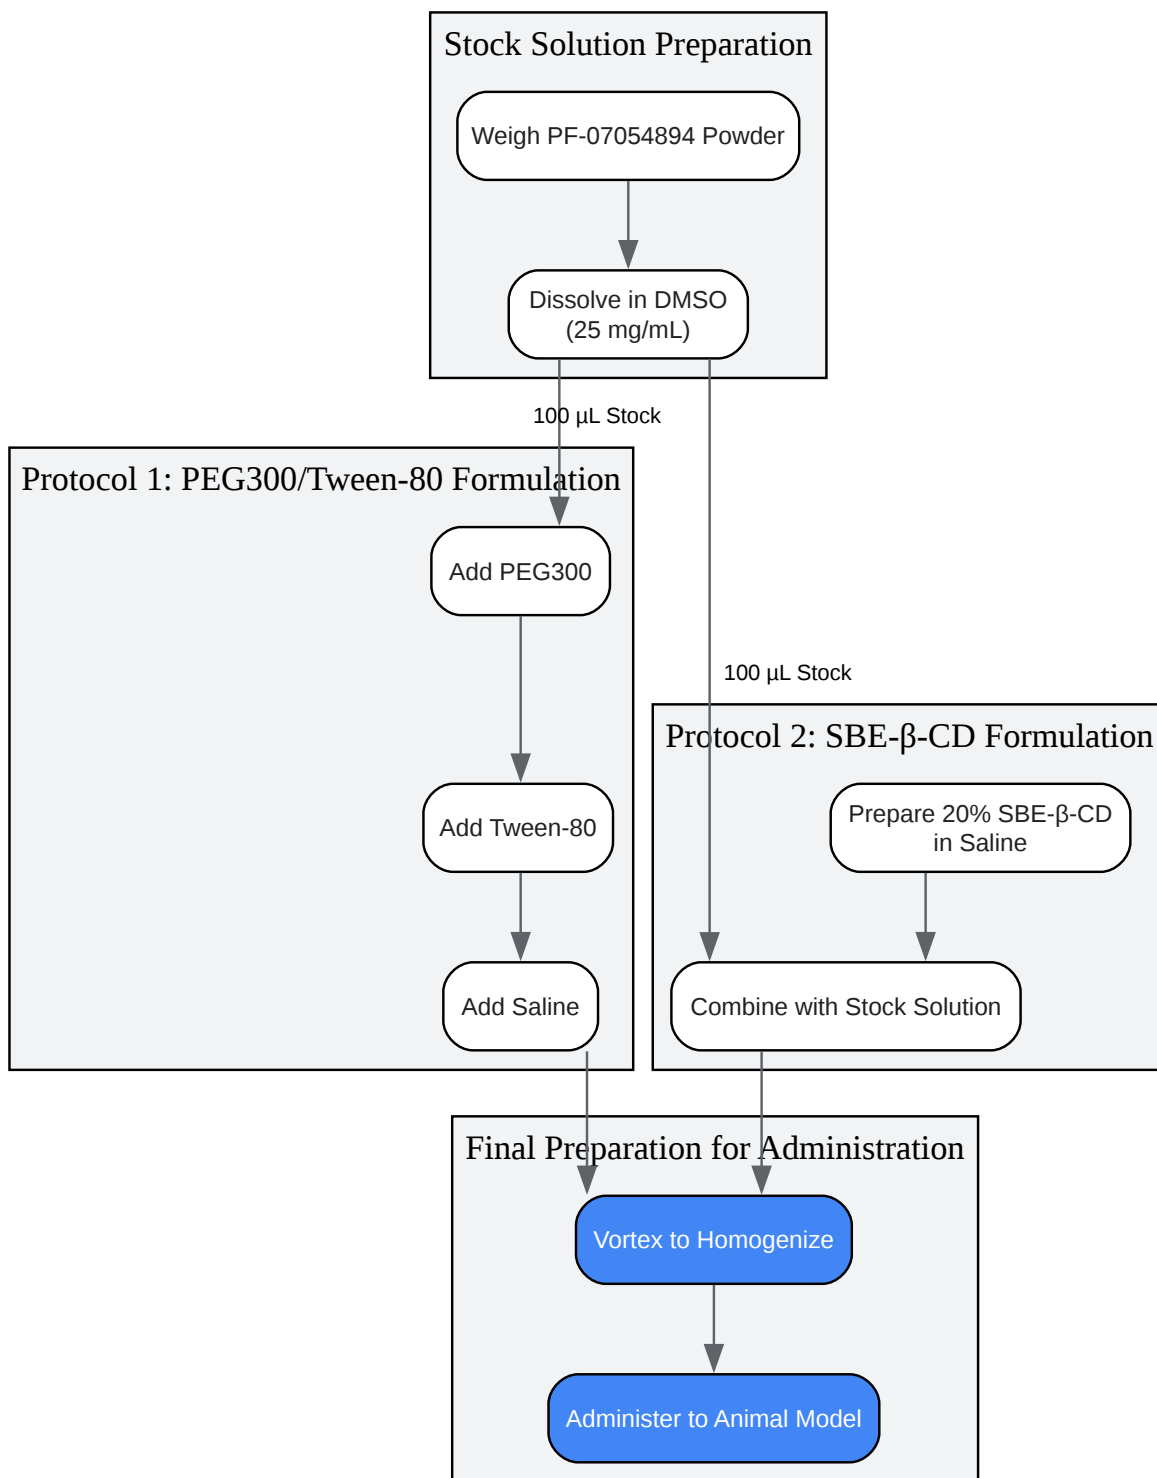 Stock Solution Preparation
Weigh PF-07054894 Powder
Dissolve in DMSO
(25 mg/mL)
100 µL Stock
Protocol 1: PEG300/Tween-80 Formulation
Add PEG300
100 µL Stock
Protocol 2: SBE-β-CD Formulation
Add Tween-80
Prepare 20% SBE-β-CD
in Saline
Add Saline
Combine with Stock Solution
Final Preparation for Administration
Vortex to Homogenize
Administer to Animal Model